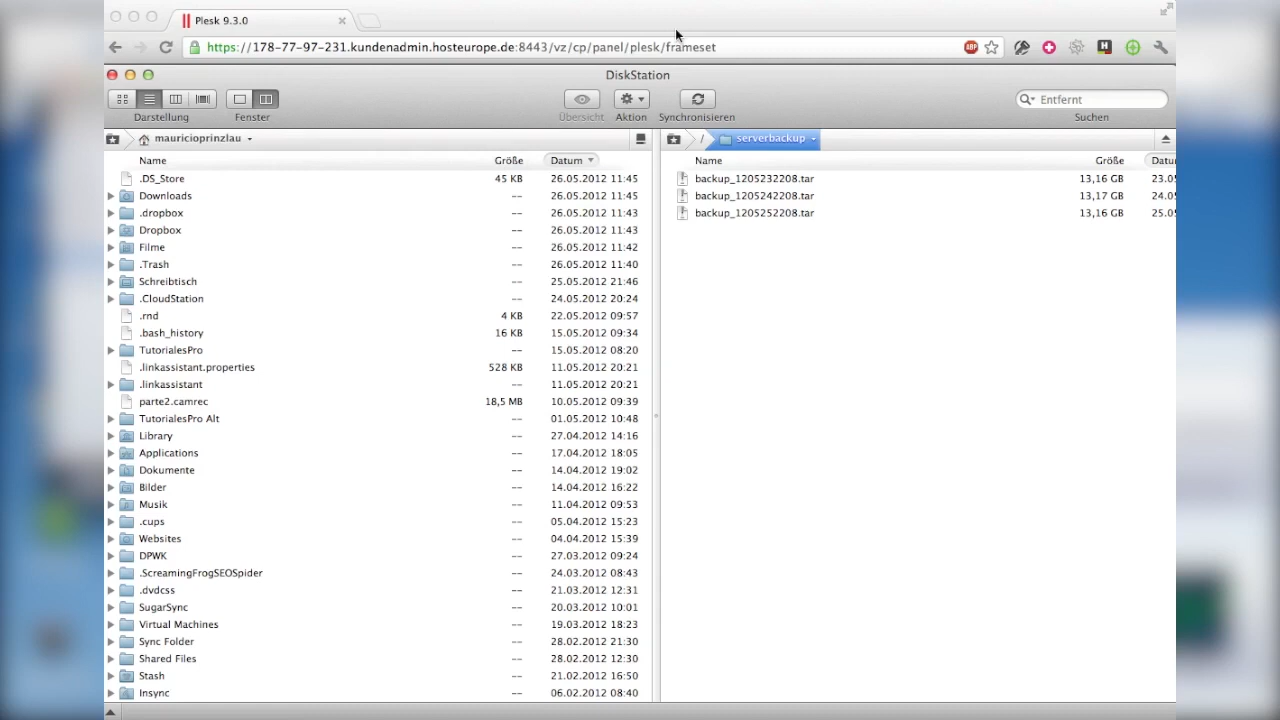 Plesk 9.3.0
https://178-77-97-231.kundenadmin.hosteurope.de:8443/vz/cp/panel/plesk/frameset
ABP
H
DiskStation
Entfernt
Darstellung Fenster Übersicht Aktion Synchronisieren Suchen
mauricioprinzlau
/ serverbackup
Name Größe Datum
.DS_Store 45 KB 26.05.2012 11:45
Downloads -- 26.05.2012 11:45
.dropbox -- 26.05.2012 11:43
Dropbox -- 26.05.2012 11:43
Filme -- 26.05.2012 11:42
.Trash -- 26.05.2012 11:40
Schreibtisch -- 25.05.2012 21:46
.CloudStation -- 24.05.2012 20:24
.rnd 4 KB 22.05.2012 09:57
.bash_history 16 KB 15.05.2012 09:34
TutorialesPro -- 15.05.2012 08:20
.linkassistant.properties 528 KB 11.05.2012 20:21
.linkassistant -- 11.05.2012 20:21
parte2.camrec 18,5 MB 10.05.2012 09:39
TutorialesPro Alt -- 01.05.2012 10:48
Library -- 27.04.2012 14:16
Applications -- 17.04.2012 18:05
Dokumente -- 14.04.2012 19:02
Bilder -- 14.04.2012 16:22
Musik -- 11.04.2012 09:53
.cups -- 05.04.2012 15:23
Websites -- 04.04.2012 15:39
DPWK -- 27.03.2012 09:24
.ScreamingFrogSEOSpider -- 24.03.2012 08:43
.dvdcss -- 21.03.2012 12:31
SugarSync -- 20.03.2012 10:01
Virtual Machines -- 19.03.2012 18:23
Sync Folder -- 28.02.2012 21:30
Shared Files -- 28.02.2012 12:30
Stash -- 21.02.2012 15:50
Insync -- 06.02.2012 08:40
Name Größe Datu
backup_1205232208.tar 13,16 GB 23.0
backup_1205242208.tar 13,17 GB 24.0
backup_1205252208.tar 13,16 GB 25.0